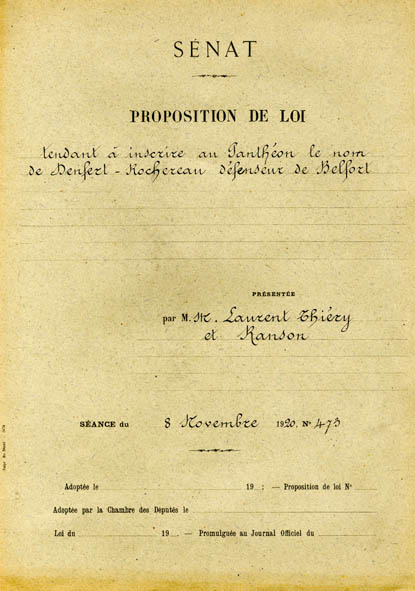 SÉNAT
PROPOSITION DE LOI
tendant à inscrire au Panthéon le nom
de Denfert-Rochereau défenseur de Belfort
PRÉSENTÉE
par M. M. Laurent Thiéry
et Ranson
SÉANCE du 8 Novembre 1920. N° 473
Adoptée le 19 : — Proposition de loi N°
Adoptée par la Chambre des Députés le
Loi du 19 — Promulguée au Journal Officiel du